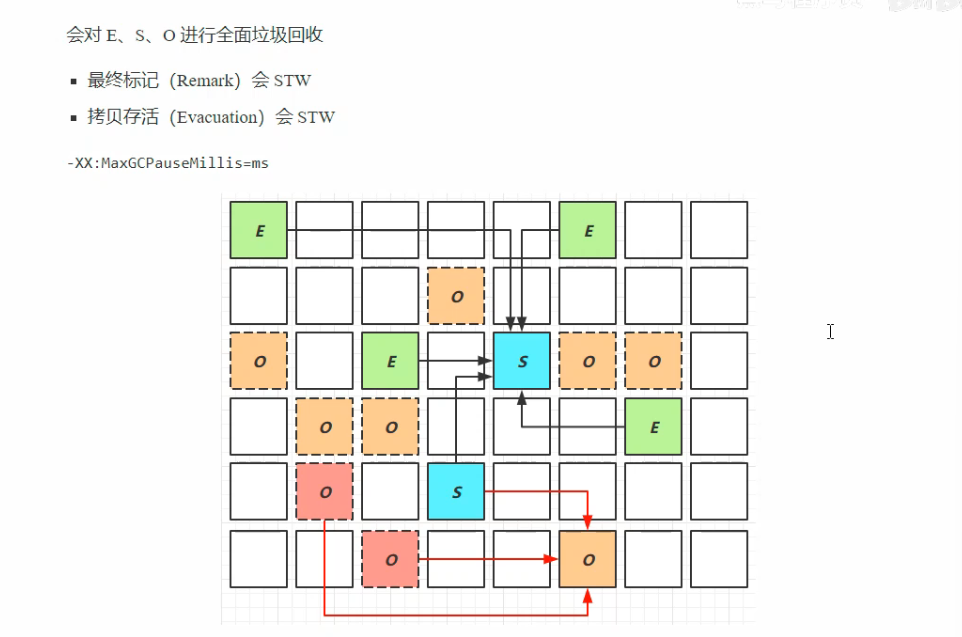 会对 E、S、O 进行全面垃圾回收
▪ 最终标记（Remark）会 STW
▪ 拷贝存活（Evacuation）会 STW
-XX:MaxGCPauseMillis=ms
E E
O
O E S O O
O O E
O S
O O